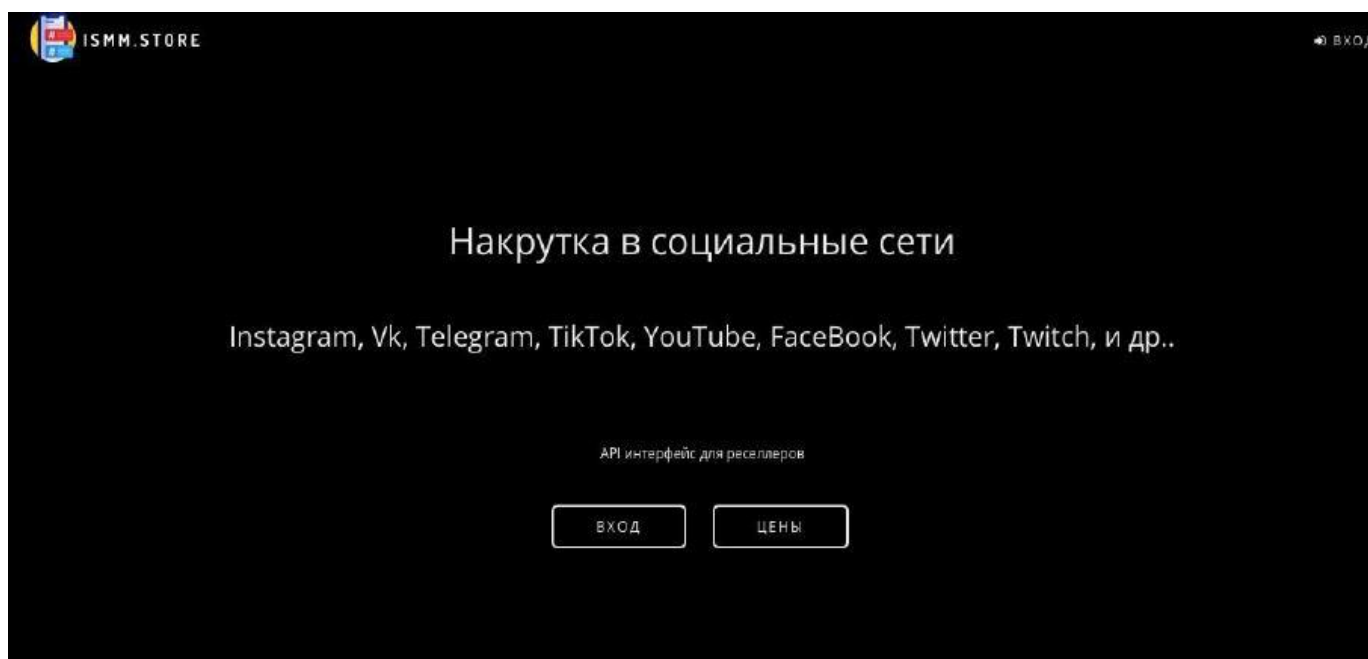 ISMM.STORE
ВХОД
Накрутка в социальные сети
Instagram, Vk, Telegram, TikTok, YouTube, FaceBook, Twitter, Twitch, и др..
API интерфейс для реселлеров
ВХОД ЦЕНЫ